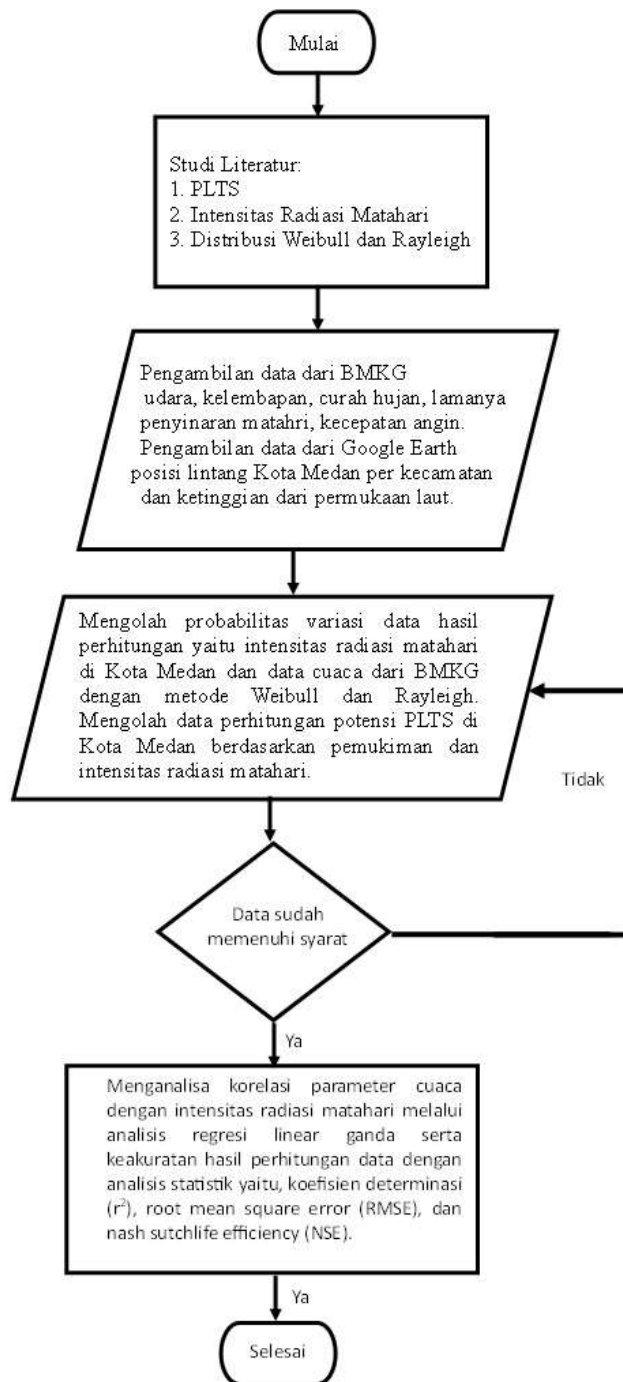 Mulai
Studi Literatur:
1. PLTS
2. Intensitas Radiasi Matahari
3. Distribusi Weibull dan Rayleigh
Pengambilan data dari BMKG
udara, kelembapan, curah hujan, lamanya
penyinaran matahri, kecepatan angin.
Pengambilan data dari Google Earth
posisi lintang Kota Medan per kecamatan
dan ketinggian dari permukaan laut.
Mengolah probabilitas variasi data hasil
perhitungan yaitu intensitas radiasi matahari
di Kota Medan dan data cuaca dari BMKG
dengan metode Weibull dan Rayleigh.
Mengolah data perhitungan potensi PLTS di
Kota Medan berdasarkan pemukiman dan
intensitas radiasi matahari.
Tidak
Data sudah
memenuhi syarat
Ya
Menganalisa korelasi parameter cuaca
dengan intensitas radiasi matahari melalui
analisis regresi linear ganda serta
keakuratan hasil perhitungan data dengan
analisis statistik yaitu, koefisien determinasi
(r²), root mean square error (RMSE), dan
nash sutchlife efficiency (NSE).
Ya
Selesai